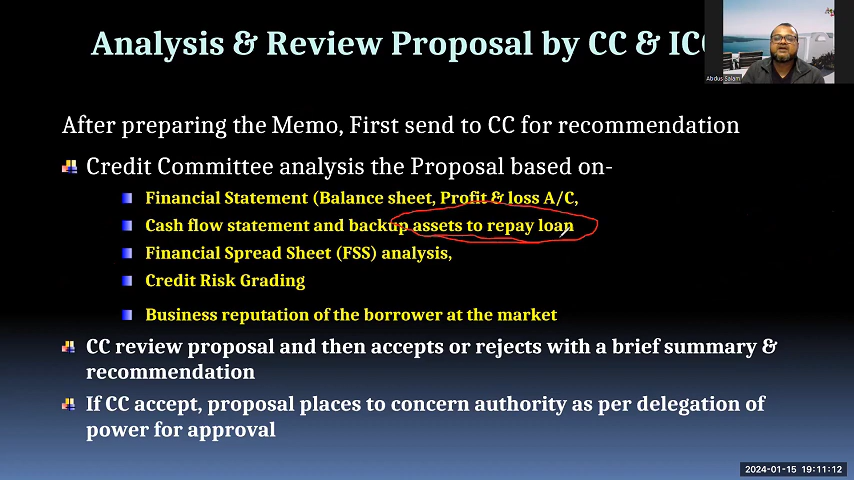 Analysis & Review Proposal by CC &
Abdus Salam
After preparing the Memo, First send to CC for recommendation
Credit Committee analysis the Proposal based on-
Financial Statement (Balance sheet, Profit & loss A/C,
Cash flow statement and backup assets to repay loan
Financial Spread Sheet (FSS) analysis,
Credit Risk Grading
Business reputation of the borrower at the market
CC review proposal and then accepts or rejects with a brief summary &
recommendation
If CC accept, proposal places to concern authority as per delegation of
power for approval
2024-01-15 19:11:12